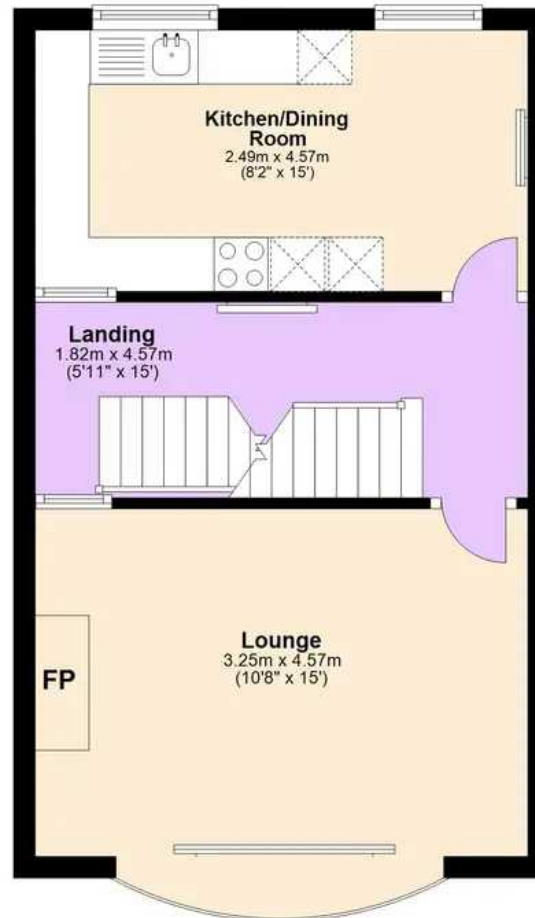 Kitchen/Dining
Room
2.49m x 4.57m
(8'2" x 15')
Landing
1.82m x 4.57m
(5'11" x 15')
Lounge
3.25m x 4.57m
(10'8" x 15')
FP